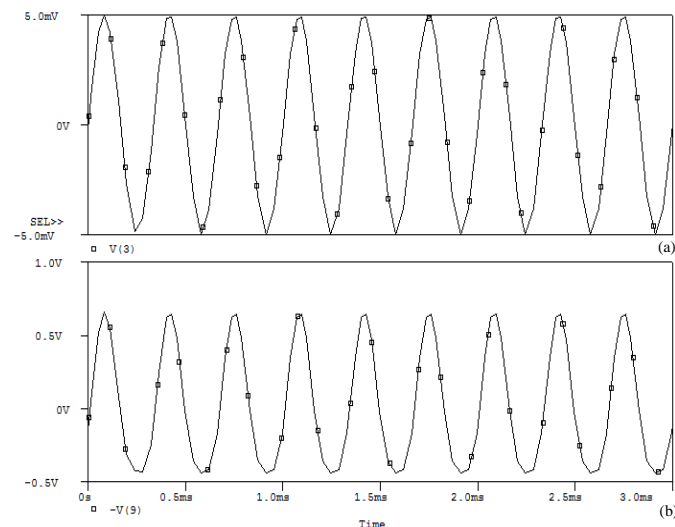 5.0mV
0V
SEL>>
-5.0mV
V(3)
(a)
1.0V
0.5V
0V
-0.5V
0s 0.5ms 1.0ms 1.5ms 2.0ms 2.5ms 3.0ms
-V(9)
(b)
Time